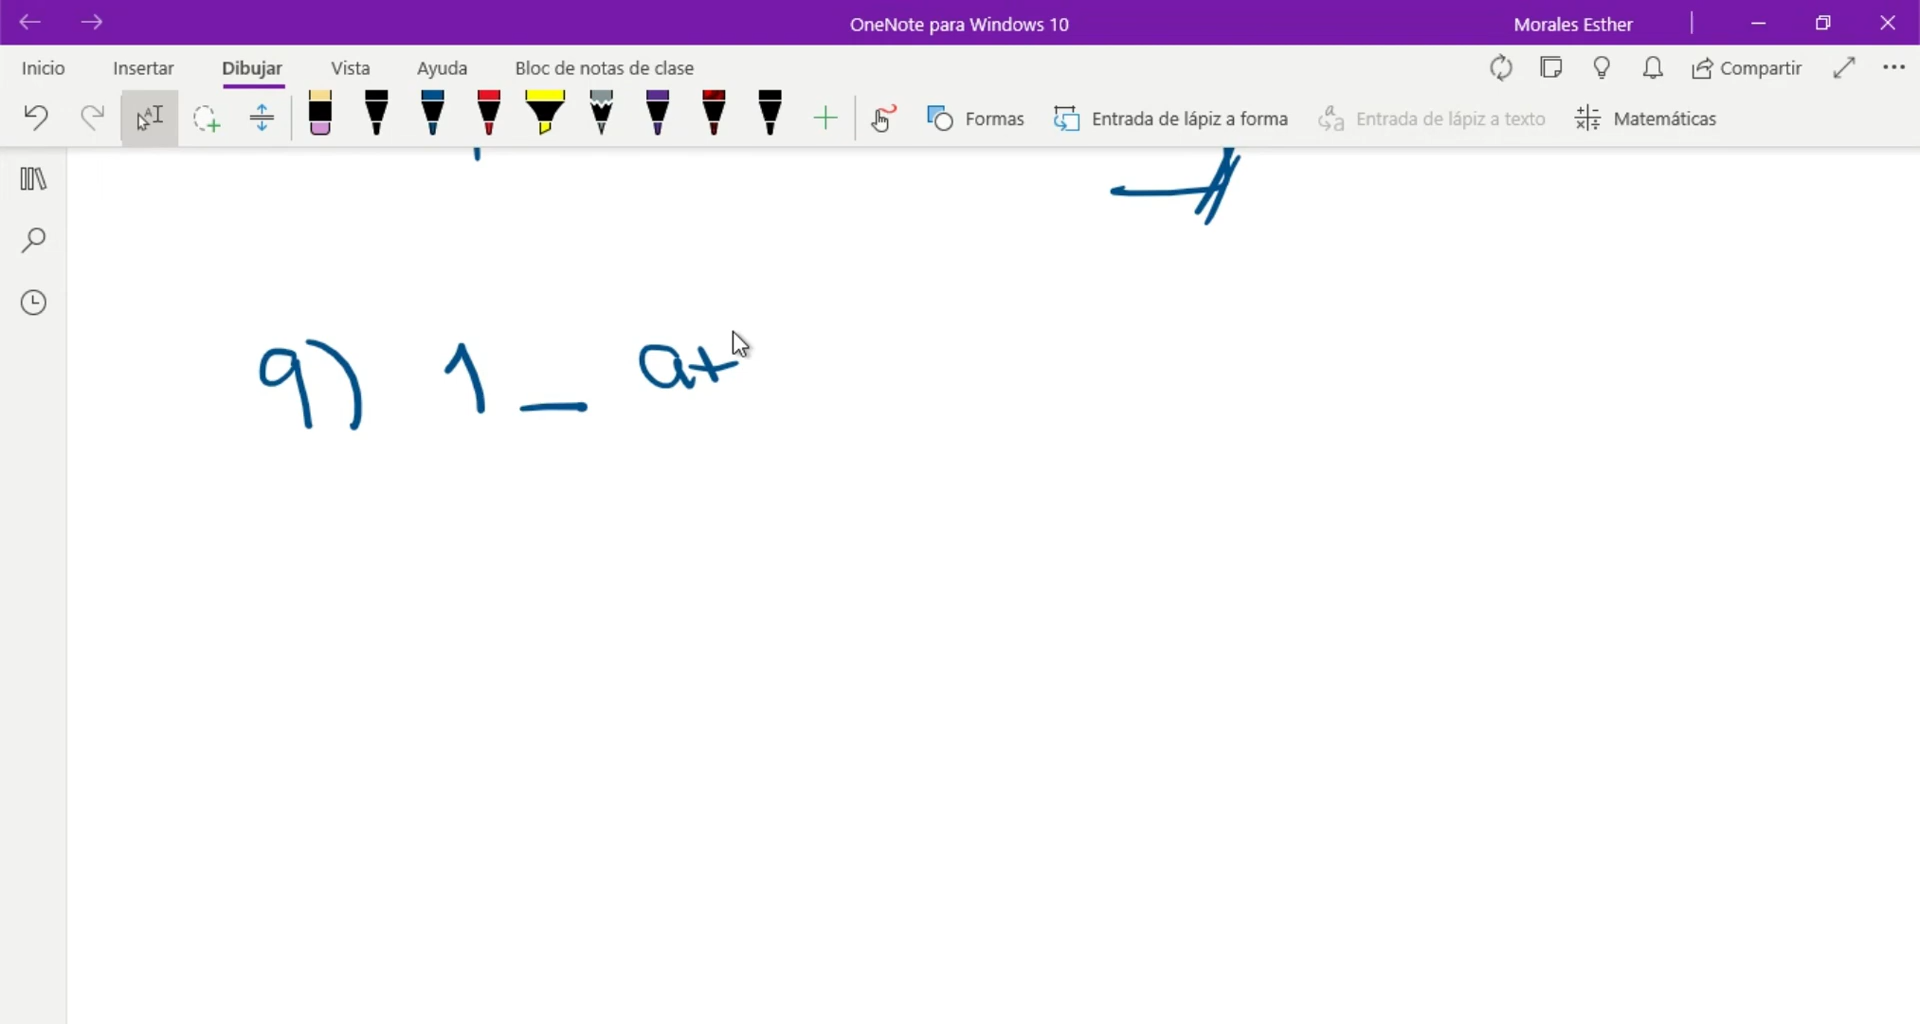 OneNote para Windows 10 Morales Esther
Inicio Insertar Dibujar Vista Ayuda Bloc de notas de clase Compartir
Formas Entrada de lápiz a forma Entrada de lápiz a texto Matemáticas
9) 1 _ a+